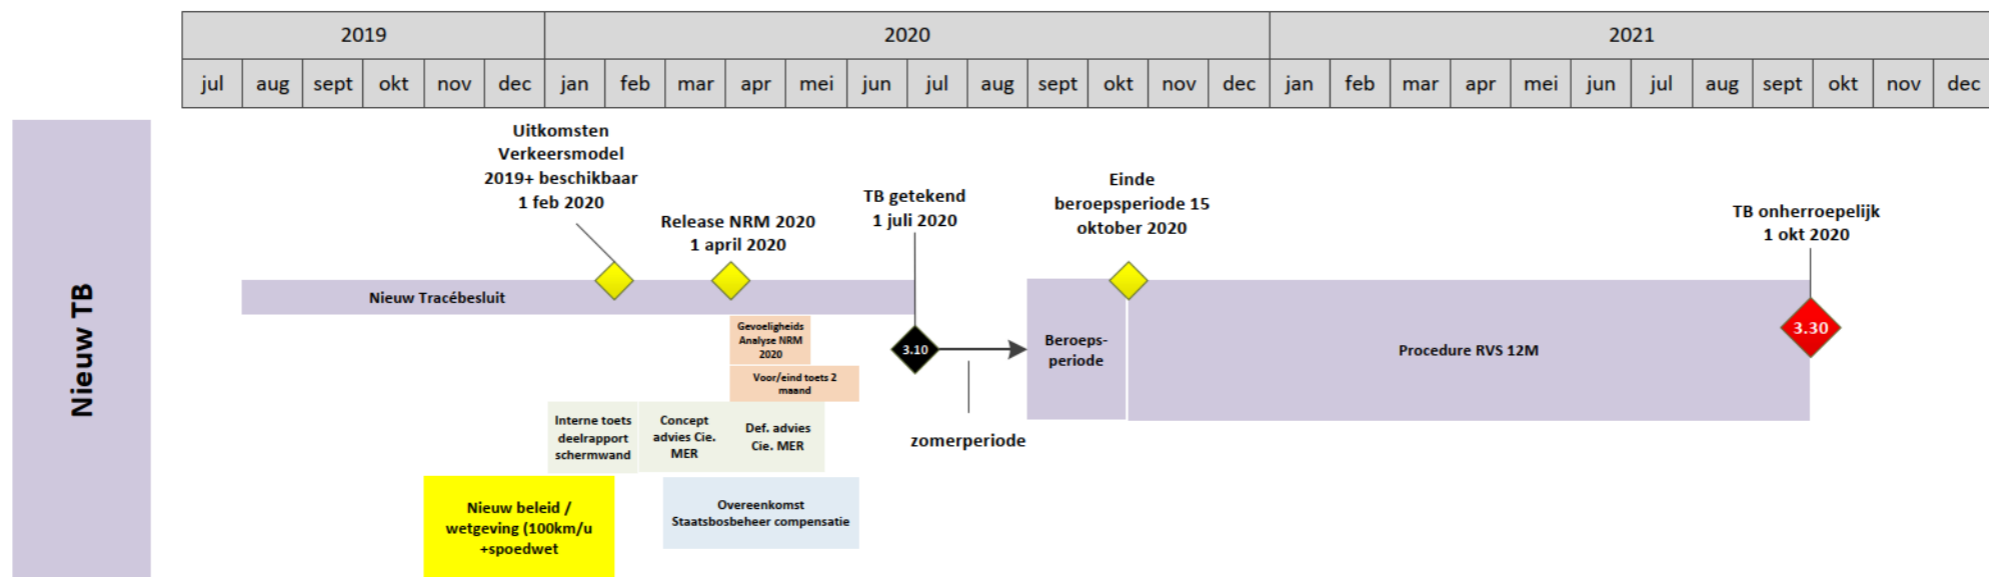 2019 2020 2021
jul aug sept okt nov dec jan feb mar apr mei jun jul aug sept okt nov dec jan feb mar apr mei jun jul aug sept okt nov dec
Nieuw TB
Uitkomsten
Verkeersmodel
2019+ beschikbaar
1 feb 2020
Release NRM 2020
1 april 2020
TB getekend
1 juli 2020
Einde
beroepsperiode 15
oktober 2020
TB onherroepelijk
1 okt 2020
Nieuw Tracébesluit
Gevoeligheids
Analyse NRM
2020
Voor/eind toets 2
maand
3.10
zomerperiode
Beroeps-
periode
Procedure RVS 12M
3.30
Interne toets
deelrapport
schermwand
Concept
advies Cie.
MER
Def. advies
Cie. MER
Nieuw beleid /
wetgeving (100km/u
+spoedwet
Overeenkomst
Staatsbosbeheer compensatie